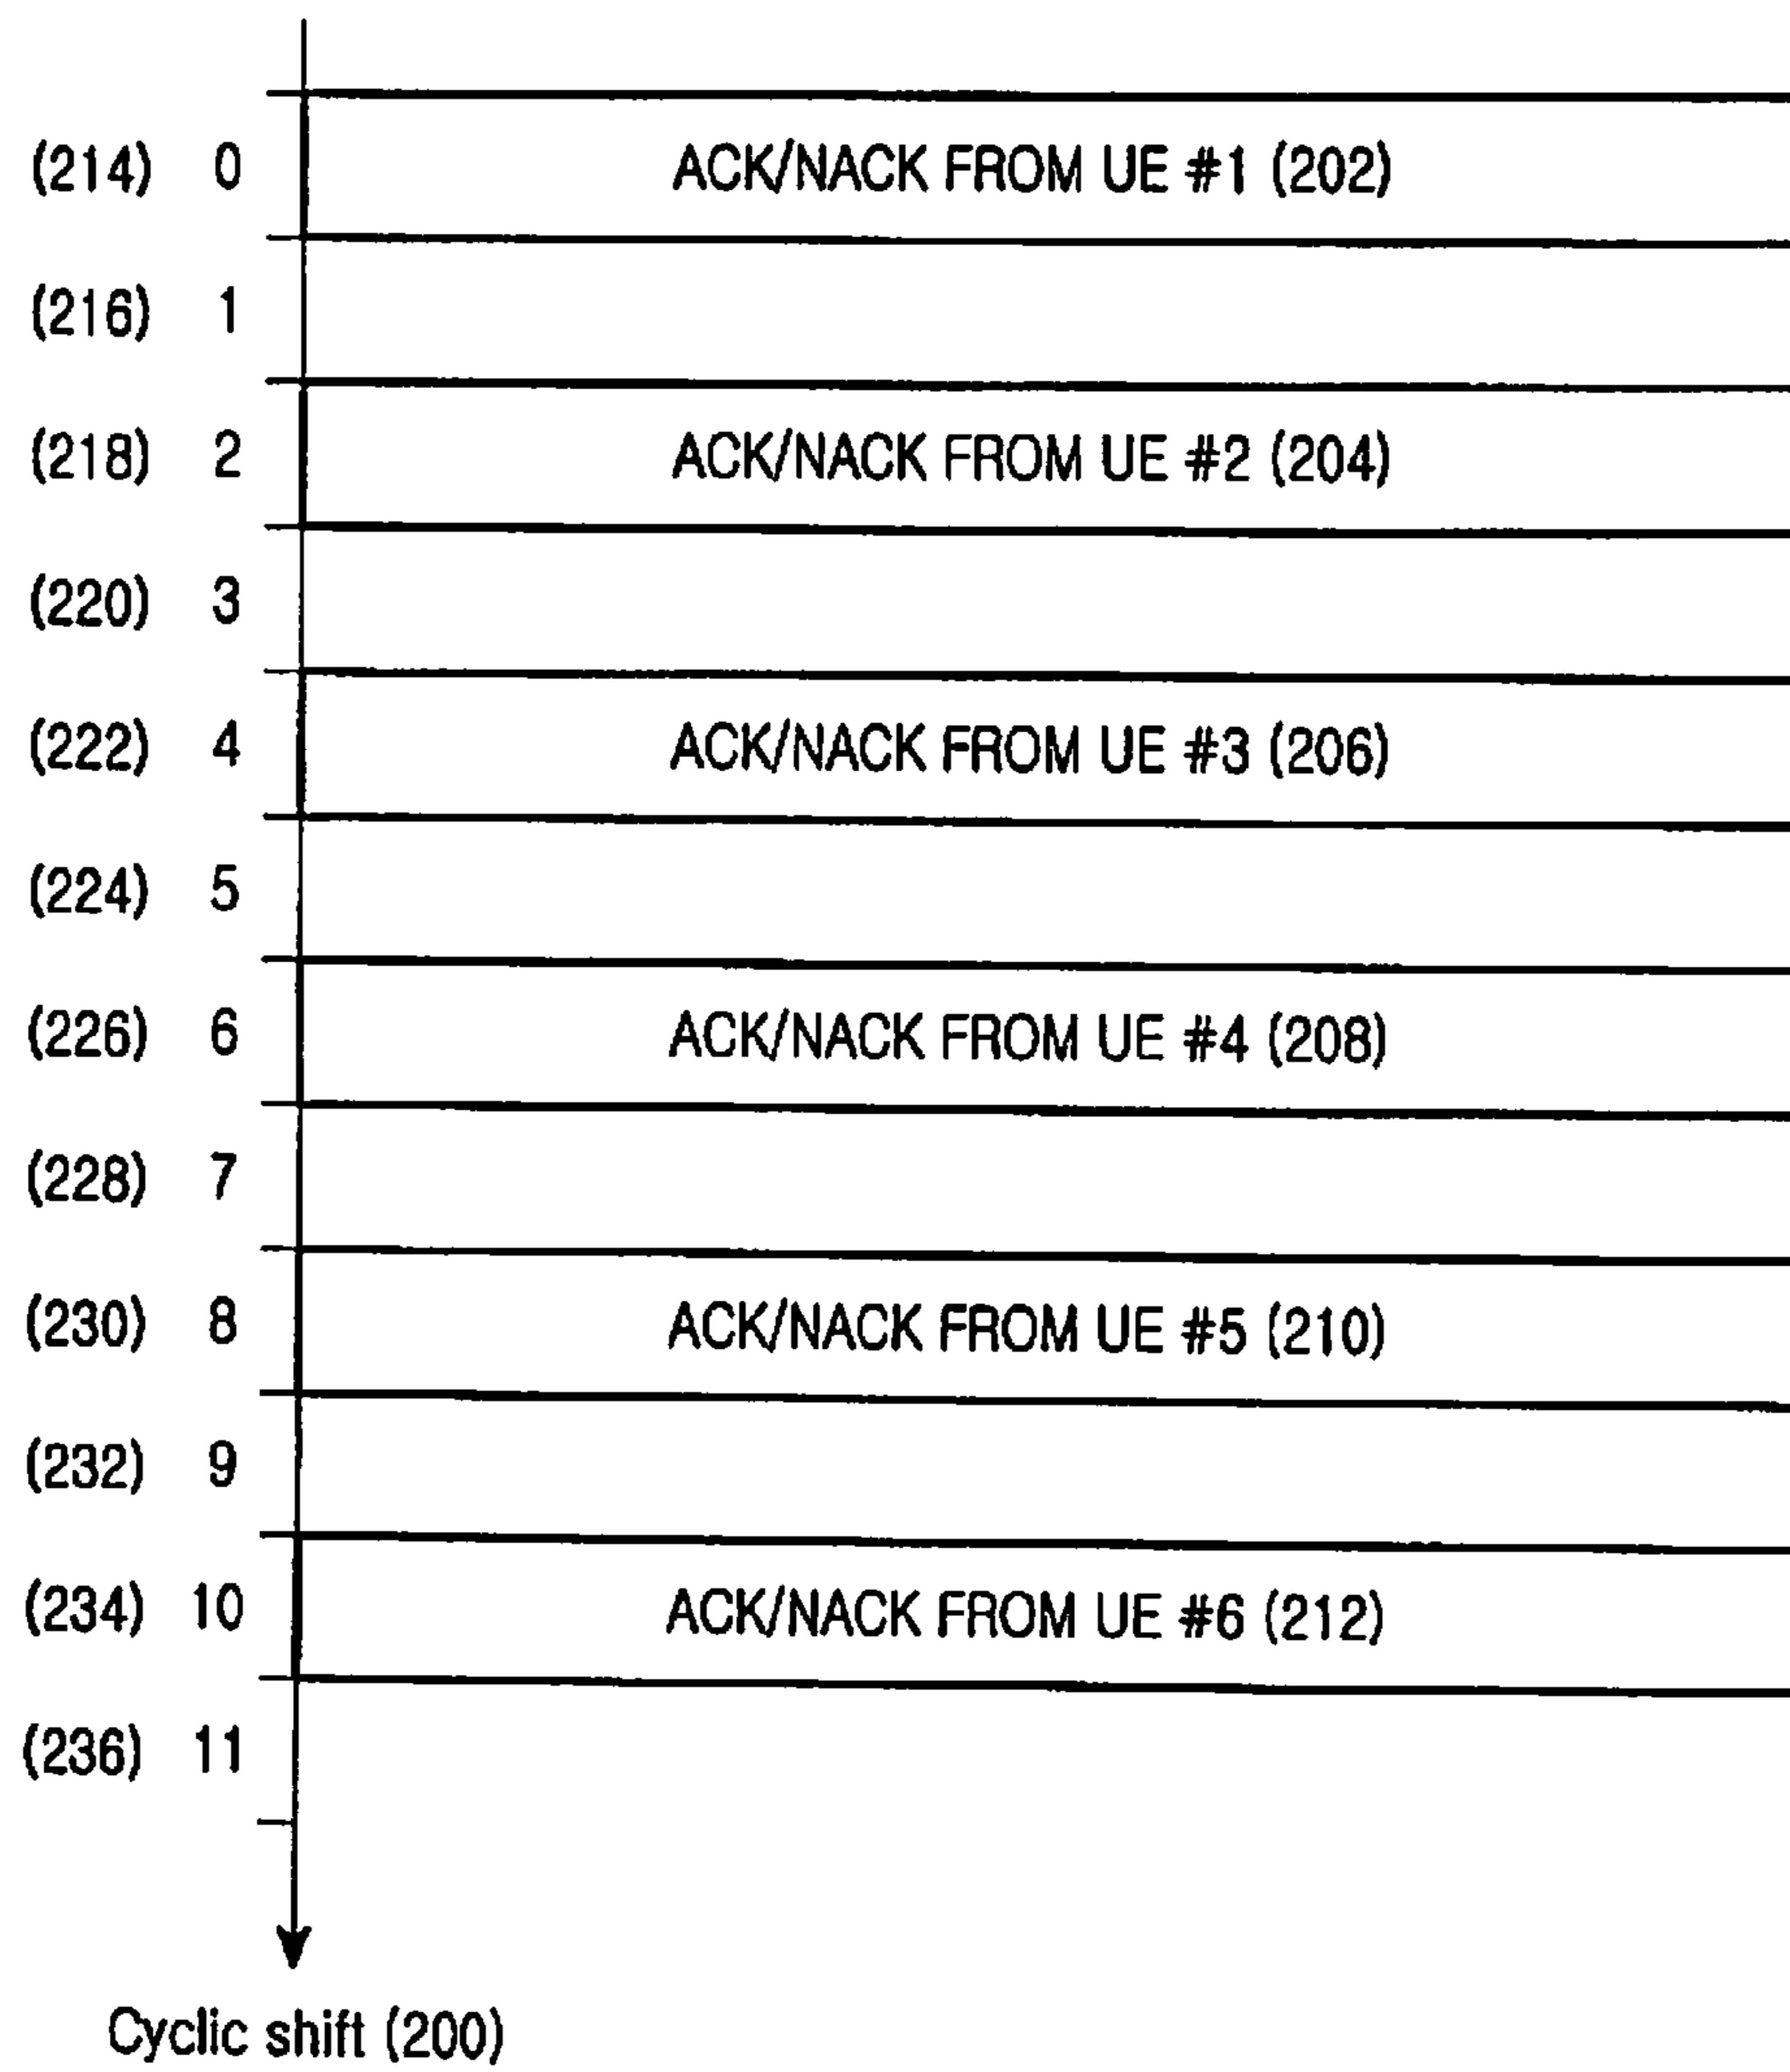 (214) 0 ACK/NACK FROM UE #1 (202)
(216) 1
(218) 2 ACK/NACK FROM UE #2 (204)
(220) 3
(222) 4 ACK/NACK FROM UE #3 (206)
(224) 5
(226) 6 ACK/NACK FROM UE #4 (208)
(228) 7
(230) 8 ACK/NACK FROM UE #5 (210)
(232) 9
(234) 10 ACK/NACK FROM UE #6 (212)
(236) 11
Cyclic shift (200)